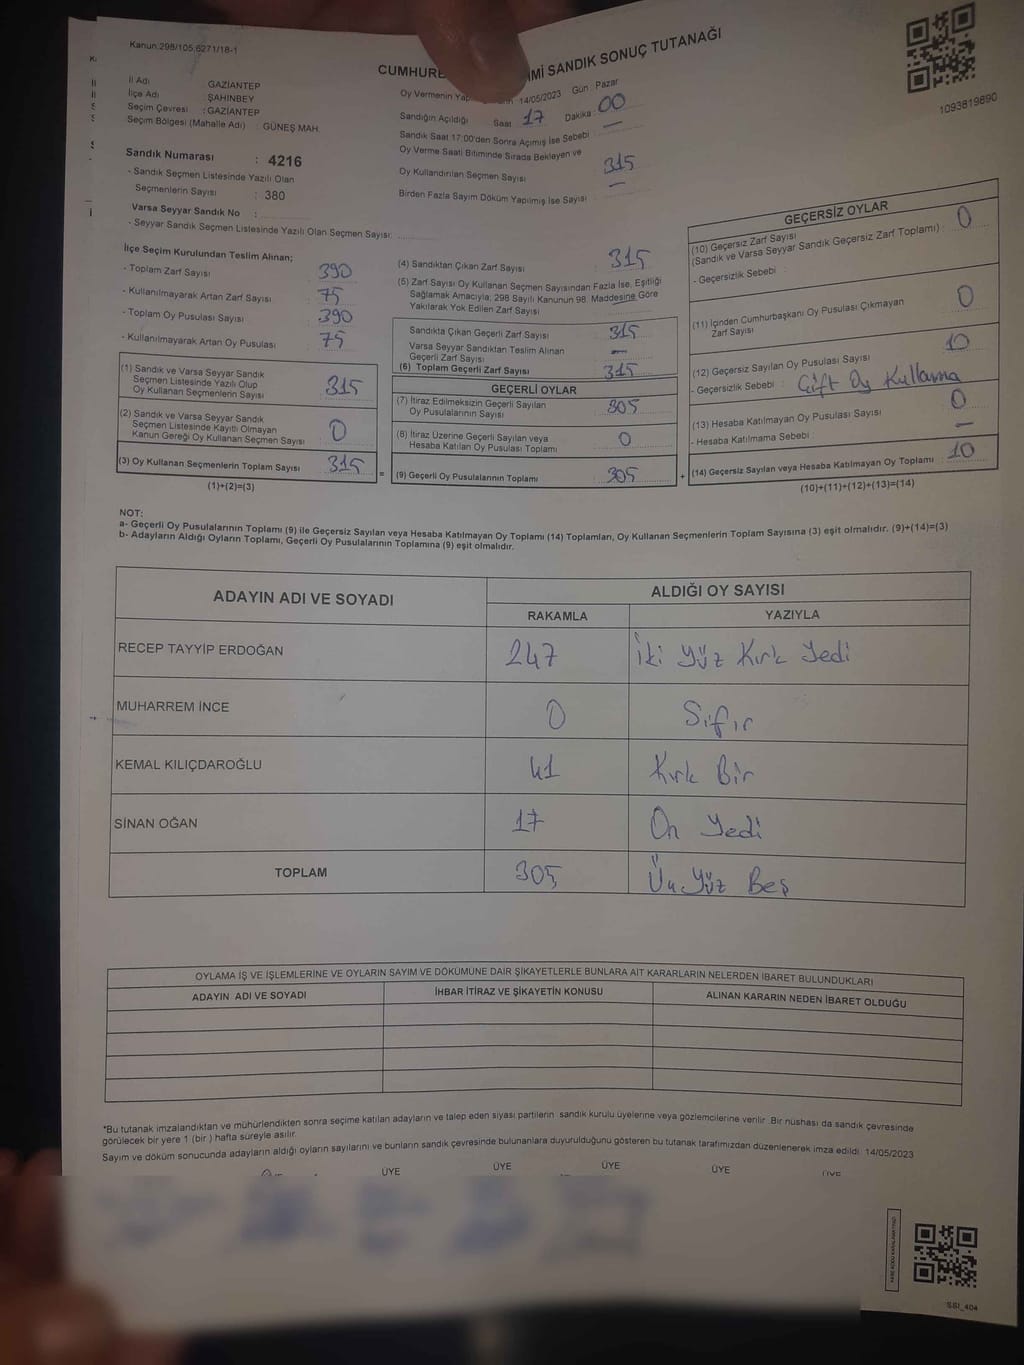 Kanun:298/105,6271/18-1
CUMHURB
İMİ SANDIK SONUÇ TUTANAĞI
1093819890
İl Adı : GAZİANTEP
İlçe Adı : ŞAHİNBEY
Seçim Çevresi : GAZİANTEP
Seçim Bölgesi (Mahalle Adı) : GÜNEŞ MAH.
Oy Vermenin Yap
14/05/2023 Gün : Pazar
Sandığın Açıldığı Saat : 17 Dakika : 00
Sandık Saat 17:00'den Sonra Açımış İse Sebebi : —
Oy Verme Saati Bitiminde Sırada Bekleyen ve
Oy Kullandırılan Seçmen Sayısı : 315
Birden Fazla Sayım Döküm Yapılmış İse Sayısı : —
Sandık Numarası : 4216
- Sandık Seçmen Listesinde Yazılı Olan
Seçmenlerin Sayısı : 380
Varsa Seyyar Sandık No :
- Seyyar Sandık Seçmen Listesinde Yazılı Olan Seçmen Sayısı:
İlçe Seçim Kurulundan Teslim Alınan;
- Toplam Zarf Sayısı : 390
- Kullanılmayarak Artan Zarf Sayısı : 75
- Toplam Oy Pusulası Sayısı : 390
- Kullanılmayarak Artan Oy Pusulası : 75
(1) Sandık ve Varsa Seyyar Sandık
Seçmen Listesinde Yazılı Olup
Oy Kullanan Seçmenlerin Sayısı : 315
(2) Sandık ve Varsa Seyyar Sandık
Seçmen Listesinde Kayıtlı Olmayan
Kanun Gereği Oy Kullanan Seçmen Sayısı : 0
(3) Oy Kullanan Seçmenlerin Toplam Sayısı : 315
(1)+(2)=(3)
(4) Sandıktan Çıkan Zarf Sayısı : 315
(5) Zarf Sayısı Oy Kullanan Seçmen Sayısından Fazla İse, Eşitliği
Sağlamak Amacıyla; 298 Sayılı Kanunun 98. Maddesine Göre
Yakılarak Yok Edilen Zarf Sayısı :
Sandıkta Çıkan Geçerli Zarf Sayısı : 315
Varsa Seyyar Sandıktan Teslim Alınan
Geçerli Zarf Sayısı : —
(6) Toplam Geçerli Zarf Sayısı : 315
GEÇERLİ OYLAR
(7) İtiraz Edilmeksizin Geçerli Sayılan
Oy Pusulalarının Sayısı : 305
(8) İtiraz Üzerine Geçerli Sayılan veya
Hesaba Katılan Oy Pusulası Toplamı : 0
= (9) Geçerli Oy Pusulalarının Toplamı : 305 +
GEÇERSİZ OYLAR
(10) Geçersiz Zarf Sayısı
(Sandık ve Varsa Seyyar Sandık Geçersiz Zarf Toplamı) : 0
- Geçersizlik Sebebi :
(11) İçinden Cumhurbaşkanı Oy Pusulası Çıkmayan
Zarf Sayısı 0
(12) Geçersiz Sayılan Oy Pusulası Sayısı : 10
- Geçersizlik Sebebi : Çift Oy Kullanma
(13) Hesaba Katılmayan Oy Pusulası Sayısı : 0
- Hesaba Katılmama Sebebi : —
(14) Geçersiz Sayılan veya Hesaba Katılmayan Oy Toplamı : 10
(10)+(11)+(12)+(13)=(14)
NOT:
a- Geçerli Oy Pusulalarının Toplamı (9) ile Geçersiz Sayılan veya Hesaba Katılmayan Oy Toplamı (14) Toplamları, Oy Kullanan Seçmenlerin Toplam Sayısına (3) eşit olmalıdır. (9)+(14)=(3)
b- Adayların Aldığı Oyların Toplamı, Geçerli Oy Pusulalarının Toplamına (9) eşit olmalıdır.
ADAYIN ADI VE SOYADI ALDIĞI OY SAYISI
RAKAMLA YAZIYLA
RECEP TAYYİP ERDOĞAN 247 İki Yüz Kırk Yedi
MUHARREM İNCE 0 Sıfır
KEMAL KILIÇDAROĞLU 41 Kırk Bir
SİNAN OĞAN 17 On Yedi
TOPLAM 305 Üç Yüz Beş
OYLAMA İŞ VE İŞLEMLERİNE VE OYLARIN SAYIM VE DÖKÜMÜNE DAİR ŞİKAYETLERLE BUNLARA AİT KARARLARIN NELERDEN İBARET BULUNDUKLARI
ADAYIN ADI VE SOYADI İHBAR İTİRAZ VE ŞİKAYETİN KONUSU ALINAN KARARIN NEDEN İBARET OLDUĞU
*Bu tutanak imzalandıktan ve mühürlendikten sonra seçime katılan adayların ve talep eden siyasi partilerin sandık kurulu üyelerine veya gözlemcilerine verilir. Bir nüshası da sandık çevresinde
görülecek bir yere 1 (bir ) hafta süreyle asılır.
Sayım ve döküm sonucunda adayların aldığı oyların sayılarını ve bunların sandık çevresinde bulunanlara duyurulduğunu gösteren bu tutanak tarafımızdan düzenlenerek imza edildi. 14/05/2023
ÜYE ÜYE ÜYE ÜYE ÜYE
SSI_404